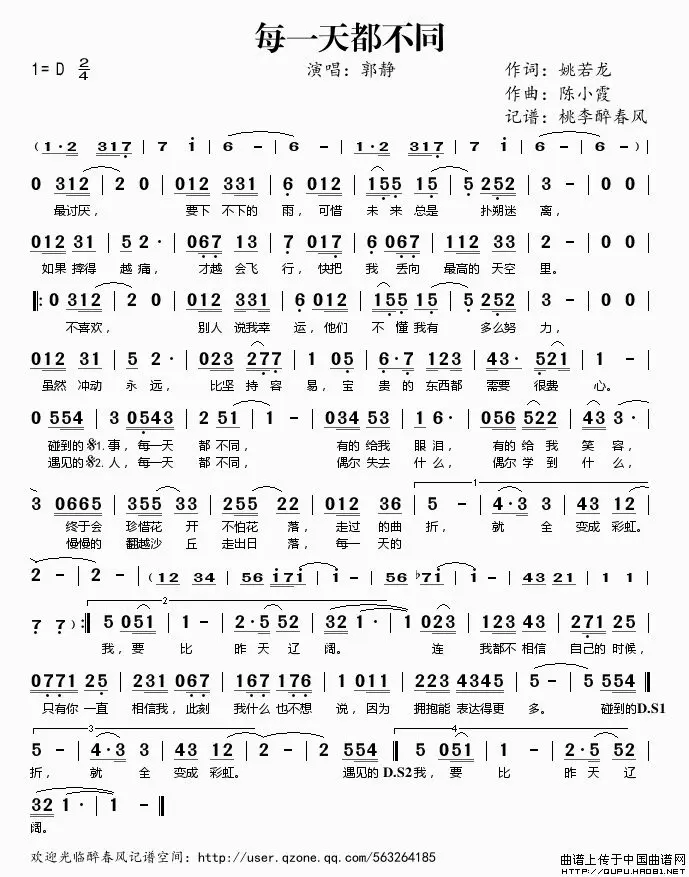 每一天都不同
1= D 2/4
演唱：郭静
作词：姚若龙
作曲：陈小霞
记谱：桃李醉春风
( 1·2 317 | 7 i | 6 - | 6 - | 1·2 317 | 7 i | 6 - | 6 - )|
0 312 | 2 0 | 012 331 | 6 012 | 155 15 | 5 252 | 3 - | 0 0 |
最讨厌， 要下 不下的 雨，可惜 未来 总是 扑朔迷 离，
012 31 | 5 2· | 067 13 | 7 017 | 6 067 | 112 33 | 2 - | 0 0 |
如果 摔得 越痛， 才越 会飞 行，快把 我 丢向 最高的 天空 里。
‖: 0 312 | 2 0 | 012 331 | 6 012 | 155 15 | 5 252 | 3 - | 0 0 |
不喜欢， 别人 说我幸 运，他们 不 懂我有 多么努 力，
012 31 | 5 2· | 023 277 | 1 05 | 6·7 123 | 43· 521 | 1 - |
虽然 冲动 永远， 比坚 持容 易，宝 贵的 东西都 需要 很费 心。
0 554 | 3 0543 | 2 51 | 1 - | 034 53 | 1 6· | 056 522 | 43 3· |
碰到的𝄋1. 事，每一天 都不同， 有的 给我 眼泪， 有的 给我 笑容，
遇见的𝄋2. 人，每一天 都不同， 偶尔 失去 什么， 偶尔 学到 什么，
1
3 0665 | 355 33 | 255 22 | 012 36 | 5 - | 4·3 3 | 43 12 |
终于会 珍惜花 开 不怕花 落，走过 的曲 折， 就 全 变成 彩虹。
慢慢的 翻越沙 丘 走出日 落，每一 天的
2 - | 2 - | (12 34 | 56 i7i | i - | 56 ♭7i | i - | 43 21 | 1 1 |
2
7 7 ) :‖ 5 051 | 1 - | 2·5 52 | 32 1· | 1 023 | 123 43 | 271 25 |
我，要 比 昨天 辽 阔。 连 我都不 相信 自己的 时候，
0771 25 | 231 067 | 167 176 | 1 011 | 223 4345 | 5 - | 5 554 ‖
只有你 一直 相信我，此刻 我什么 也不想 说，因为 拥抱能 表达得更 多。 碰到的D.S1
3
4
5 - | 4·3 3 | 43 12 | 2 - | 2 554 ‖ 5 051 | 1 - | 2·5 52 |
折， 就 全 变成 彩虹。 遇见的 D.S2我，要 比 昨天 辽
32 1· | 1 - ‖
阔。
欢迎光临醉春风记谱空间：http://user.qzone.qq.com/563264185
曲谱上传于中国曲谱网
http://QUPU.HAO81.NET